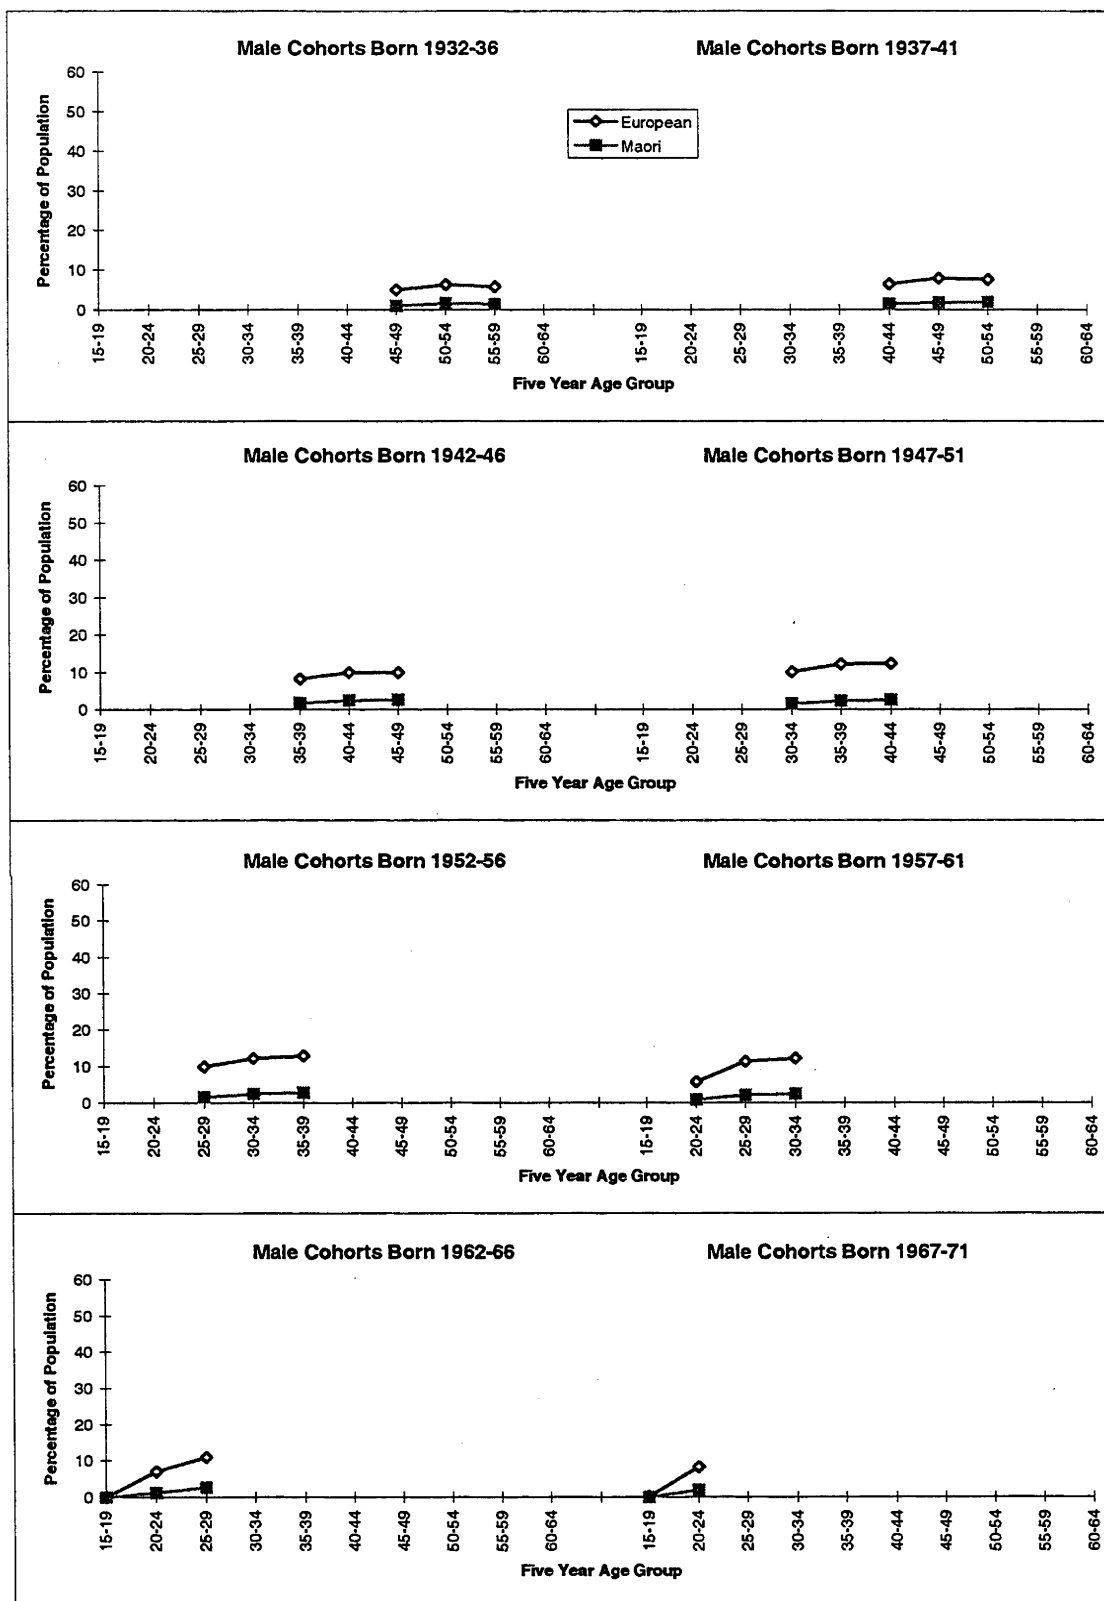 Male Cohorts Born 1932-36 Male Cohorts Born 1937-41
Percentage of Population
60
50
40
30
20
10
0
European
Maori
15-19 20-24 25-29 30-34 35-39 40-44 45-49 50-54 55-59 60-64 15-19 20-24 25-29 30-34 35-39 40-44 45-49 50-54 55-59 60-64
Five Year Age Group
Male Cohorts Born 1942-46 Male Cohorts Born 1947-51
Percentage of Population
60
50
40
30
20
10
0
15-19 20-24 25-29 30-34 35-39 40-44 45-49 50-54 55-59 60-64 15-19 20-24 25-29 30-34 35-39 40-44 45-49 50-54 55-59 60-64
Five Year Age Group
Male Cohorts Born 1952-56 Male Cohorts Born 1957-61
Percentage of Population
60
50
40
30
20
10
0
15-19 20-24 25-29 30-34 35-39 40-44 45-49 50-54 55-59 60-64 15-19 20-24 25-29 30-34 35-39 40-44 45-49 50-54 55-59 60-64
Five Year Age Group
Male Cohorts Born 1962-66 Male Cohorts Born 1967-71
Percentage of Population
60
50
40
30
20
10
0
15-19 20-24 25-29 30-34 35-39 40-44 45-49 50-54 55-59 60-64 15-19 20-24 25-29 30-34 35-39 40-44 45-49 50-54 55-59 60-64
Five Year Age Group